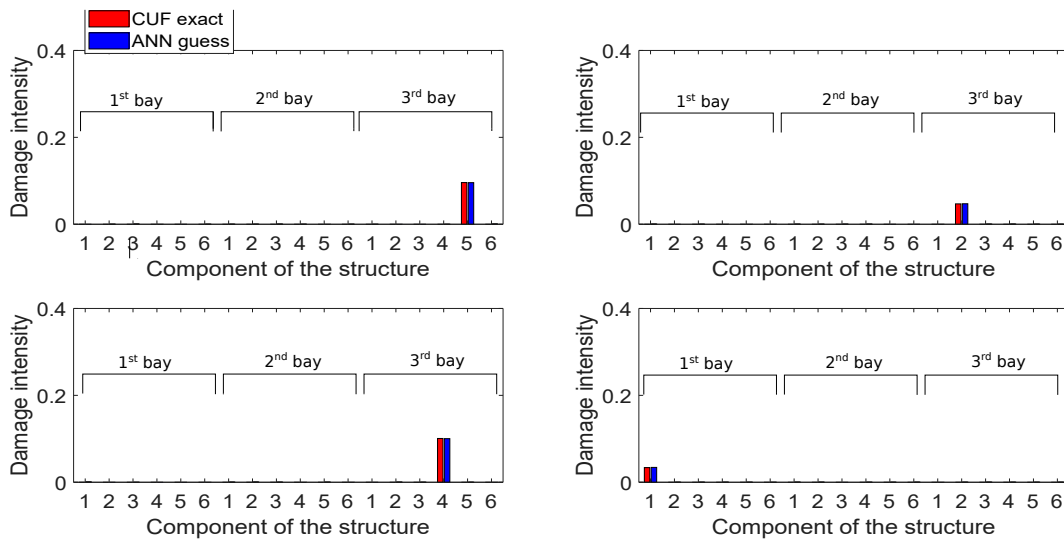 CUF exact
ANN guess
0.4
0.2
0
Damage intensity
1st bay
2nd bay
3rd bay
1 2 3 4 5 6 1 2 3 4 5 6 1 2 3 4 5 6
Component of the structure
0.4
0.2
0
Damage intensity
1st bay
2nd bay
3rd bay
1 2 3 4 5 6 1 2 3 4 5 6 1 2 3 4 5 6
Component of the structure
0.4
0.2
0
Damage intensity
1st bay
2nd bay
3rd bay
1 2 3 4 5 6 1 2 3 4 5 6 1 2 3 4 5 6
Component of the structure
0.4
0.2
0
Damage intensity
1st bay
2nd bay
3rd bay
1 2 3 4 5 6 1 2 3 4 5 6 1 2 3 4 5 6
Component of the structure